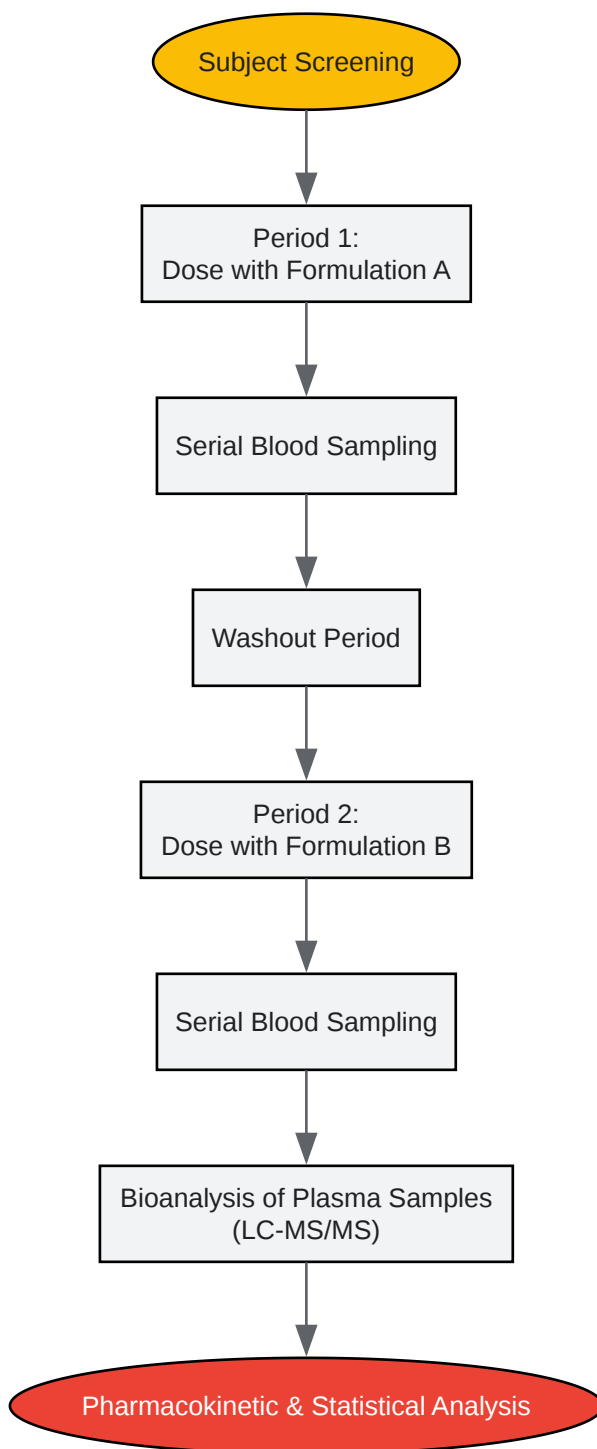 Subject Screening
Period 1:
Dose with Formulation A
Serial Blood Sampling
Washout Period
Period 2:
Dose with Formulation B
Serial Blood Sampling
Bioanalysis of Plasma Samples
(LC-MS/MS)
Pharmacokinetic & Statistical Analysis